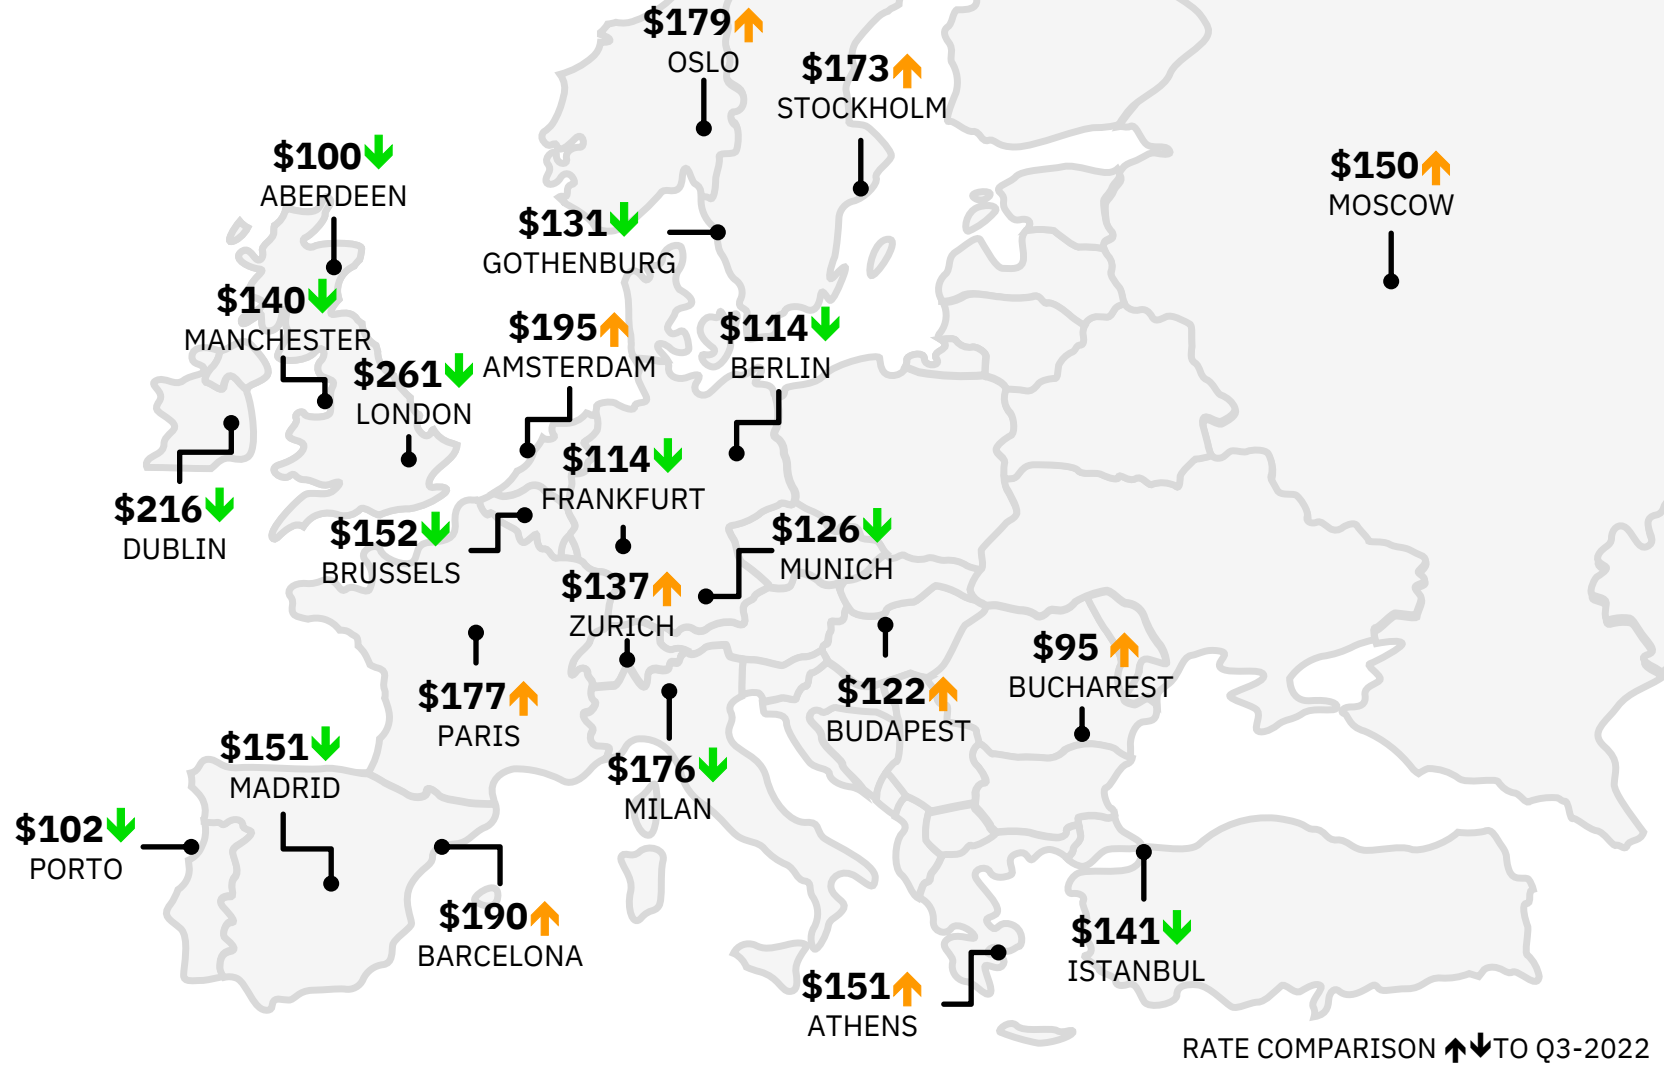 $179
OSLO
$173
STOCKHOLM
$100
ABERDEEN
$150
MOSCOW
$131
GOTHENBURG
$140
MANCHESTER
$195
AMSTERDAM
$114
BERLIN
$261
LONDON
$114
FRANKFURT
$216
DUBLIN
$152
BRUSSELS
$126
MUNICH
$137
ZURICH
$95
BUCHAREST
$177
PARIS
$122
BUDAPEST
$151
MADRID
$176
MILAN
$102
PORTO
$190
BARCELONA
$141
ISTANBUL
$151
ATHENS
RATE COMPARISON ↑↓TO Q3-2022